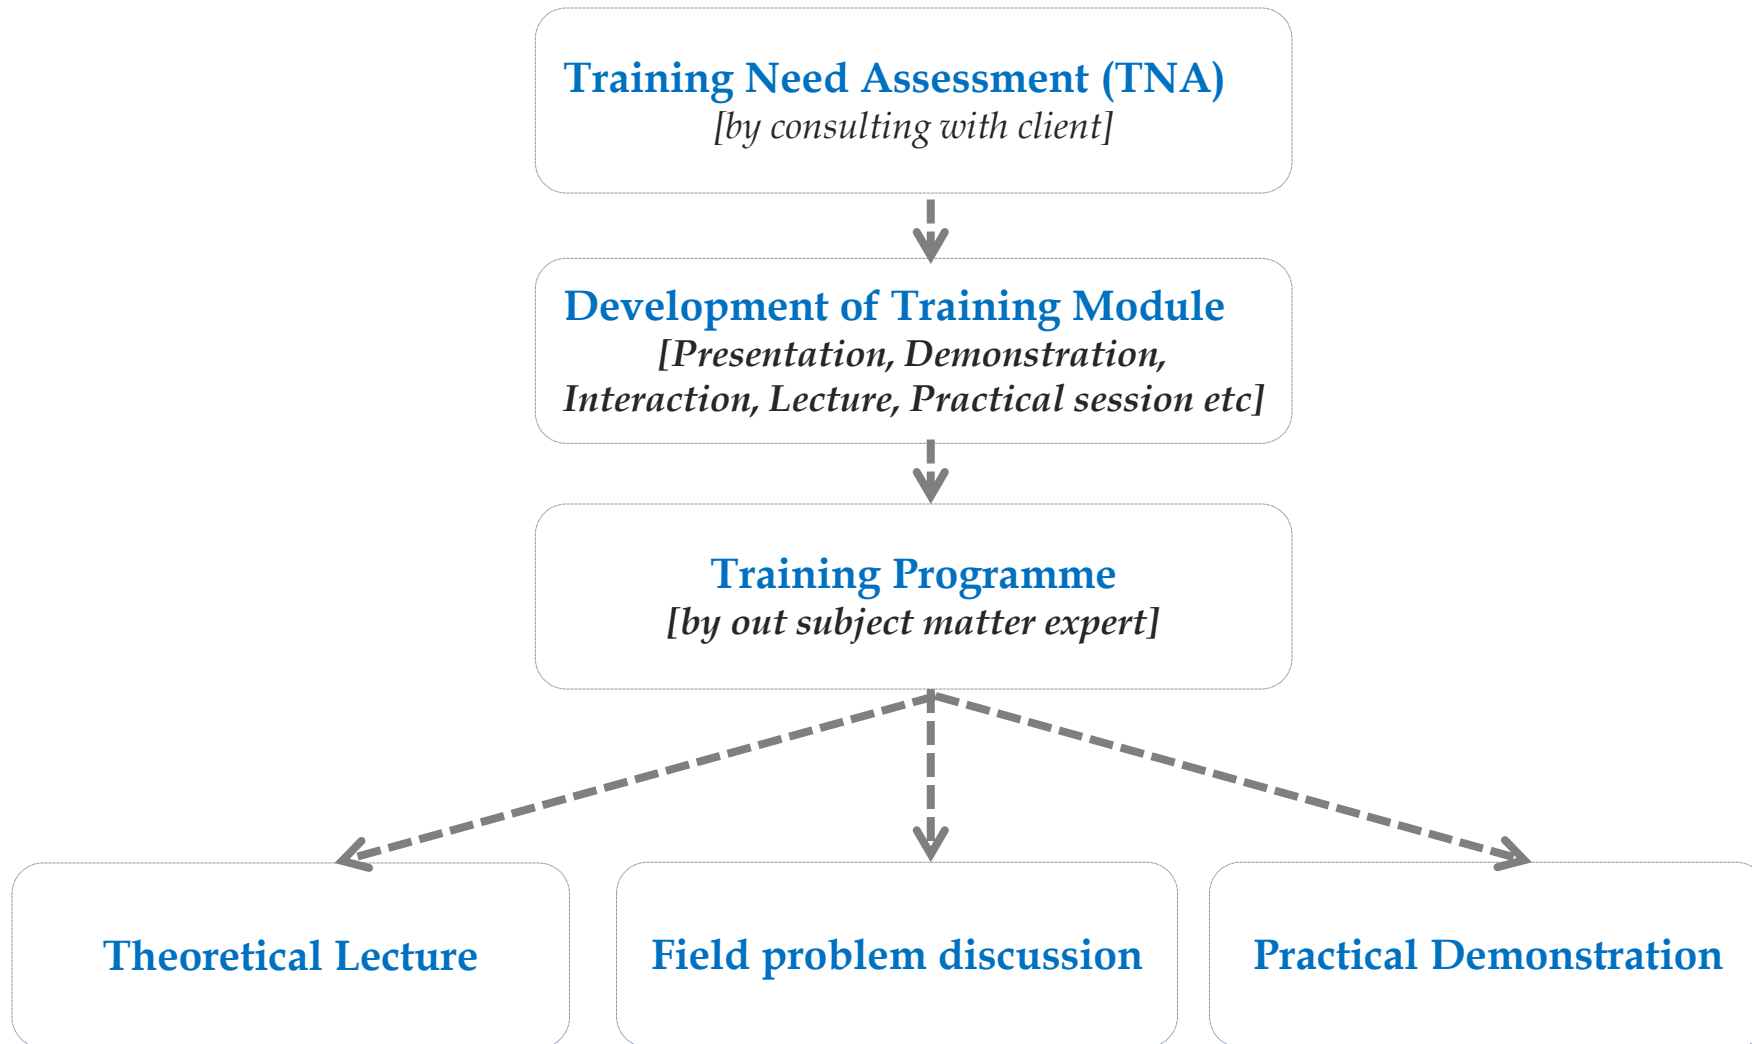 Training Need Assessment (TNA)
[by consulting with client]
Development of Training Module
[Presentation, Demonstration,
Interaction, Lecture, Practical session etc]
Training Programme
[by out subject matter expert]
Theoretical Lecture
Field problem discussion
Practical Demonstration